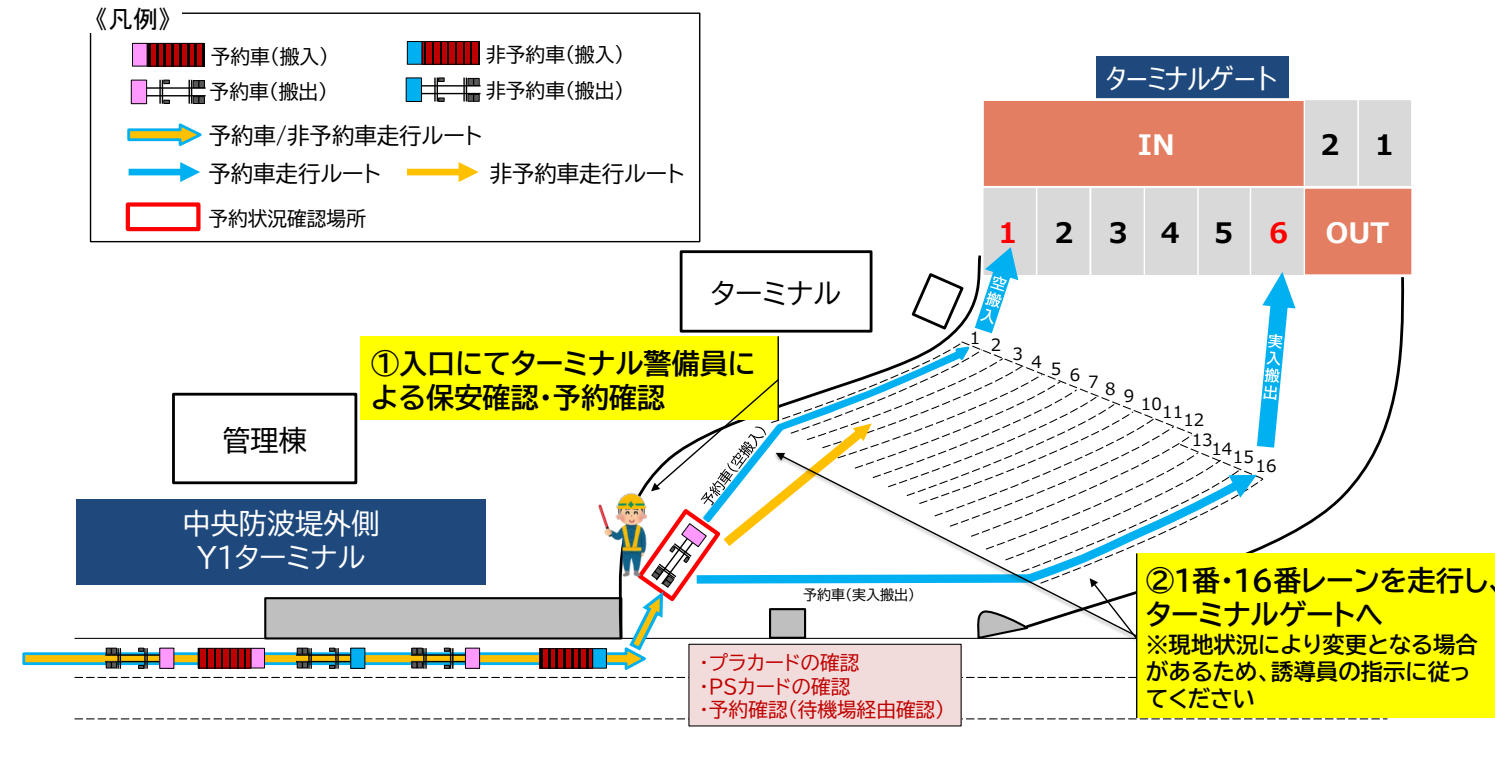 《凡例》
予約車(搬入)
非予約車(搬入)
予約車(搬出)
非予約車(搬出)
予約車/非予約車走行ルート
予約車走行ルート
非予約車走行ルート
予約状況確認場所
ターミナルゲート
IN
2 1
1 2 3 4 5 6
OUT
ターミナル
空搬入
実入搬出
①入口にてターミナル警備員に
よる保安確認・予約確認
1 2 3 4 5 6 7 8 9 10 11 12 13 14 15 16
管理棟
予約車(空搬入)
中央防波堤外側
Y1ターミナル
予約車(実入搬出)
②1番・16番レーンを走行し、
ターミナルゲートへ
※現地状況により変更となる場合
があるため、誘導員の指示に従っ
てください
・プラカードの確認
・PSカードの確認
・予約確認(待機場経由確認)